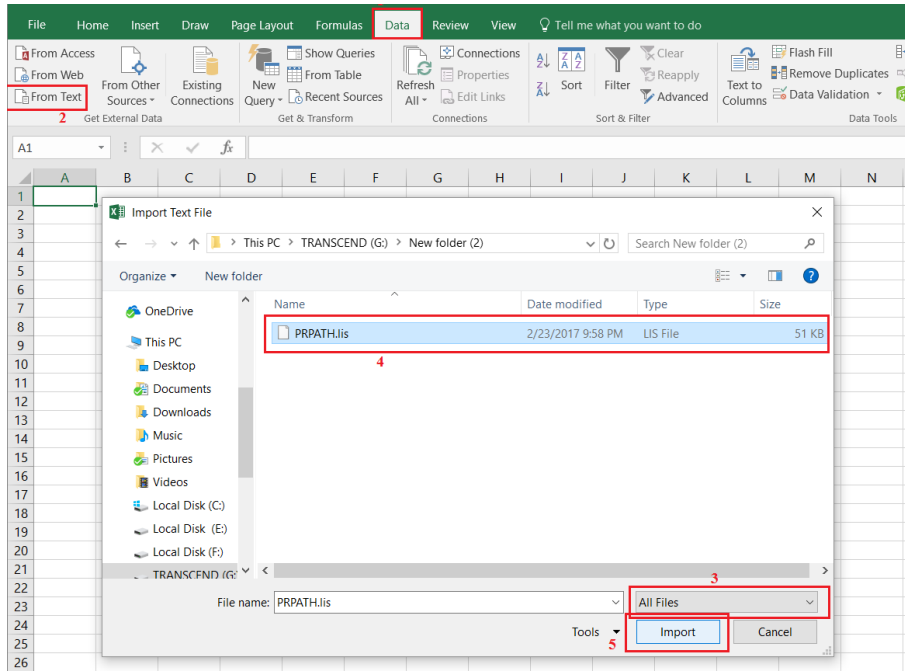 File Home Insert Draw Page Layout Formulas Data Review View Tell me what you want to do
From Access
From Web
From Text
2
From Other Sources
Existing Connections
Get External Data
New Query
Show Queries
From Table
Recent Sources
Get & Transform
Refresh All
Connections
Properties
Edit Links
Connections
Sort
Filter
Clear
Reapply
Advanced
Sort & Filter
Text to Columns
Flash Fill
Remove Duplicates
Data Validation
Data Tools
A1 fx
A B C D E F G H I J K L M N
1
2
3
4
5
6
7
8
9
10
11
12
13
14
15
16
17
18
19
20
21
22
23
24
25
26
Import Text File
This PC > TRANSCEND (G:) > New folder (2)
Search New folder (2)
Organize New folder
Name Date modified Type Size
OneDrive
This PC
Desktop
Documents
Downloads
Music
Pictures
Videos
Local Disk (C:)
Local Disk (E:)
Local Disk (F:)
TRANSCEND (G:
PRPATH.lis 2/23/2017 9:58 PM LIS File 51 KB
4
3
File name: PRPATH.lis All Files
Tools Import Cancel
5